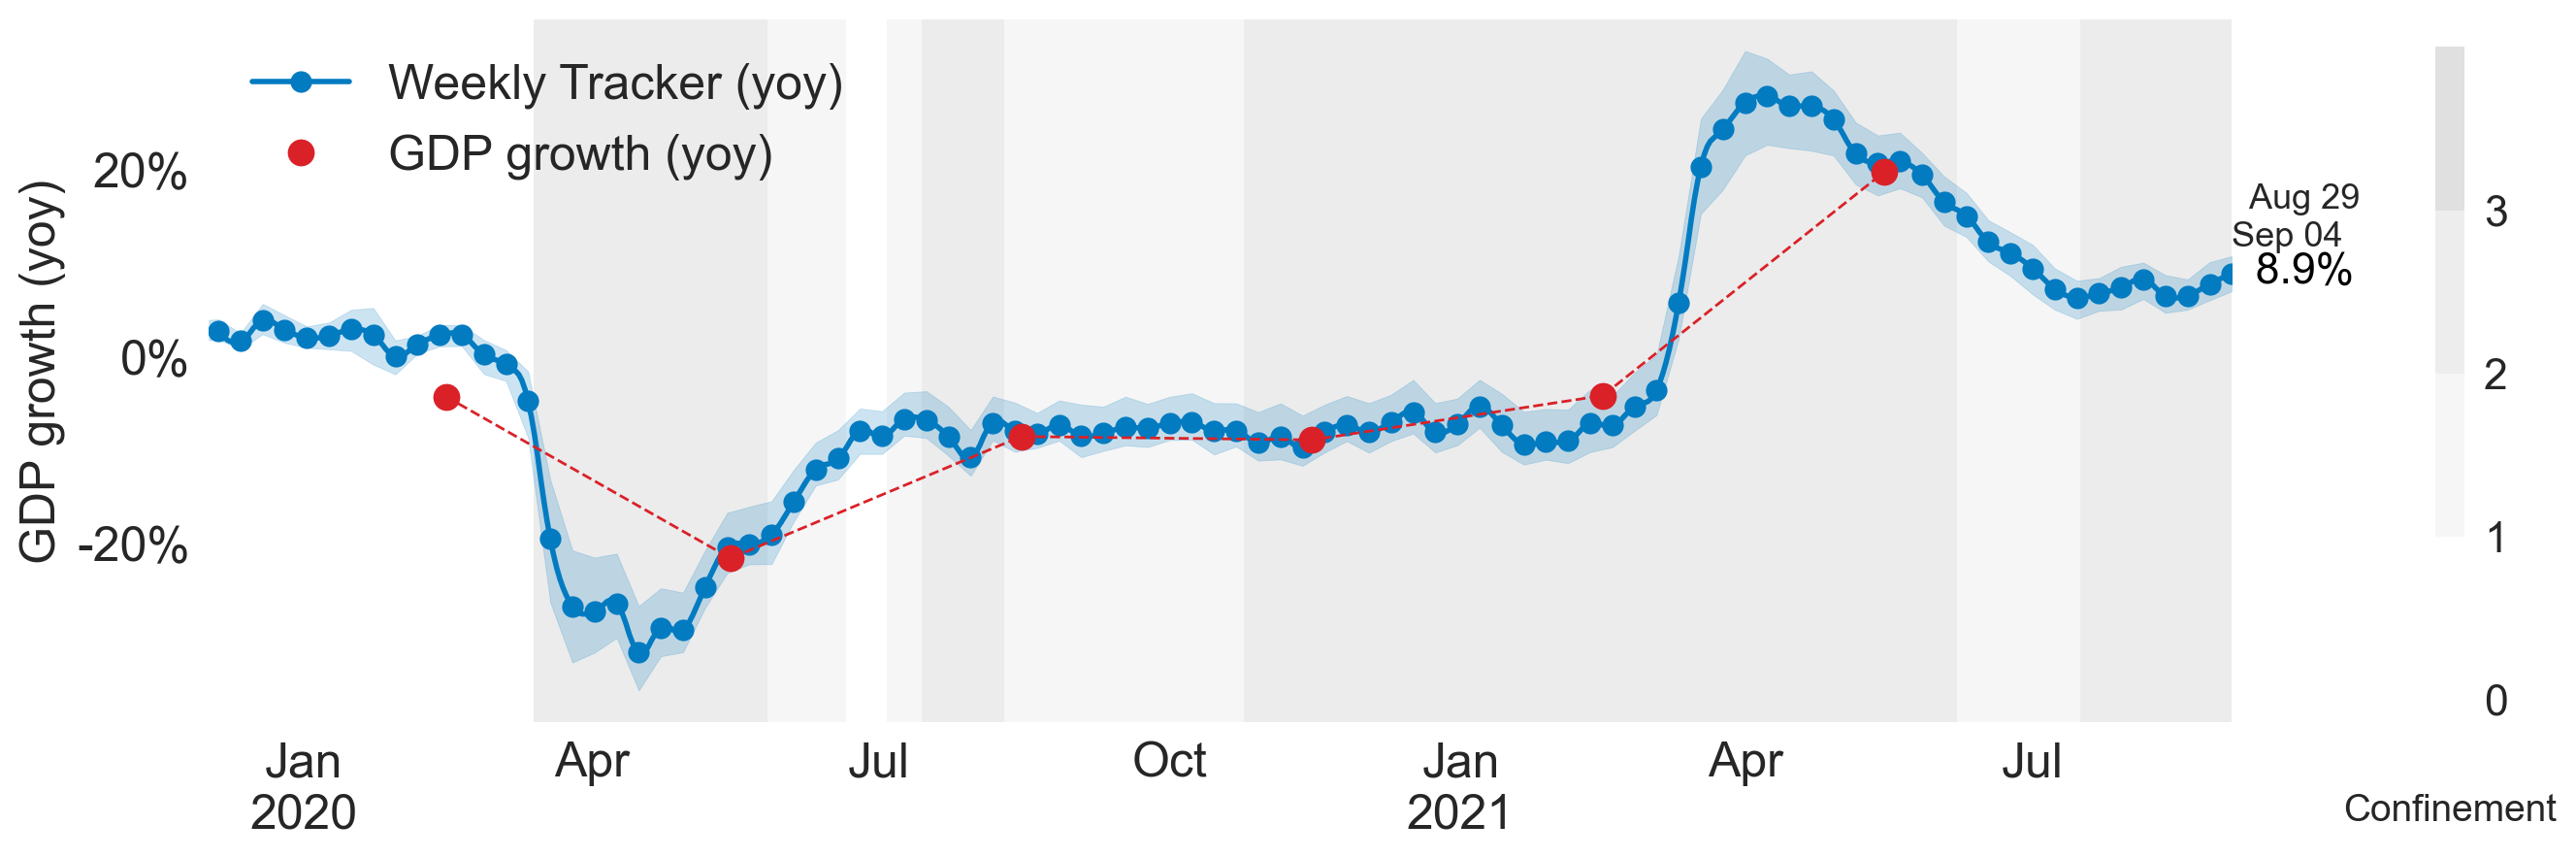 Weekly Tracker (yoy)
GDP growth (yoy)
GDP growth (yoy)
20%
0%
-20%
Jan
2020
Apr
Jul
Oct
Jan
2021
Apr
Jul
Aug 29
Sep 04
8.9%
3
2
1
0
Confinement